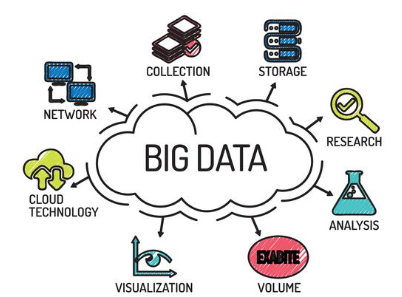 COLLECTION
STORAGE
NETWORK
RESEARCH
BIG DATA
CLOUD
TECHNOLOGY
ANALYSIS
EXABITE
VISUALIZATION
VOLUME